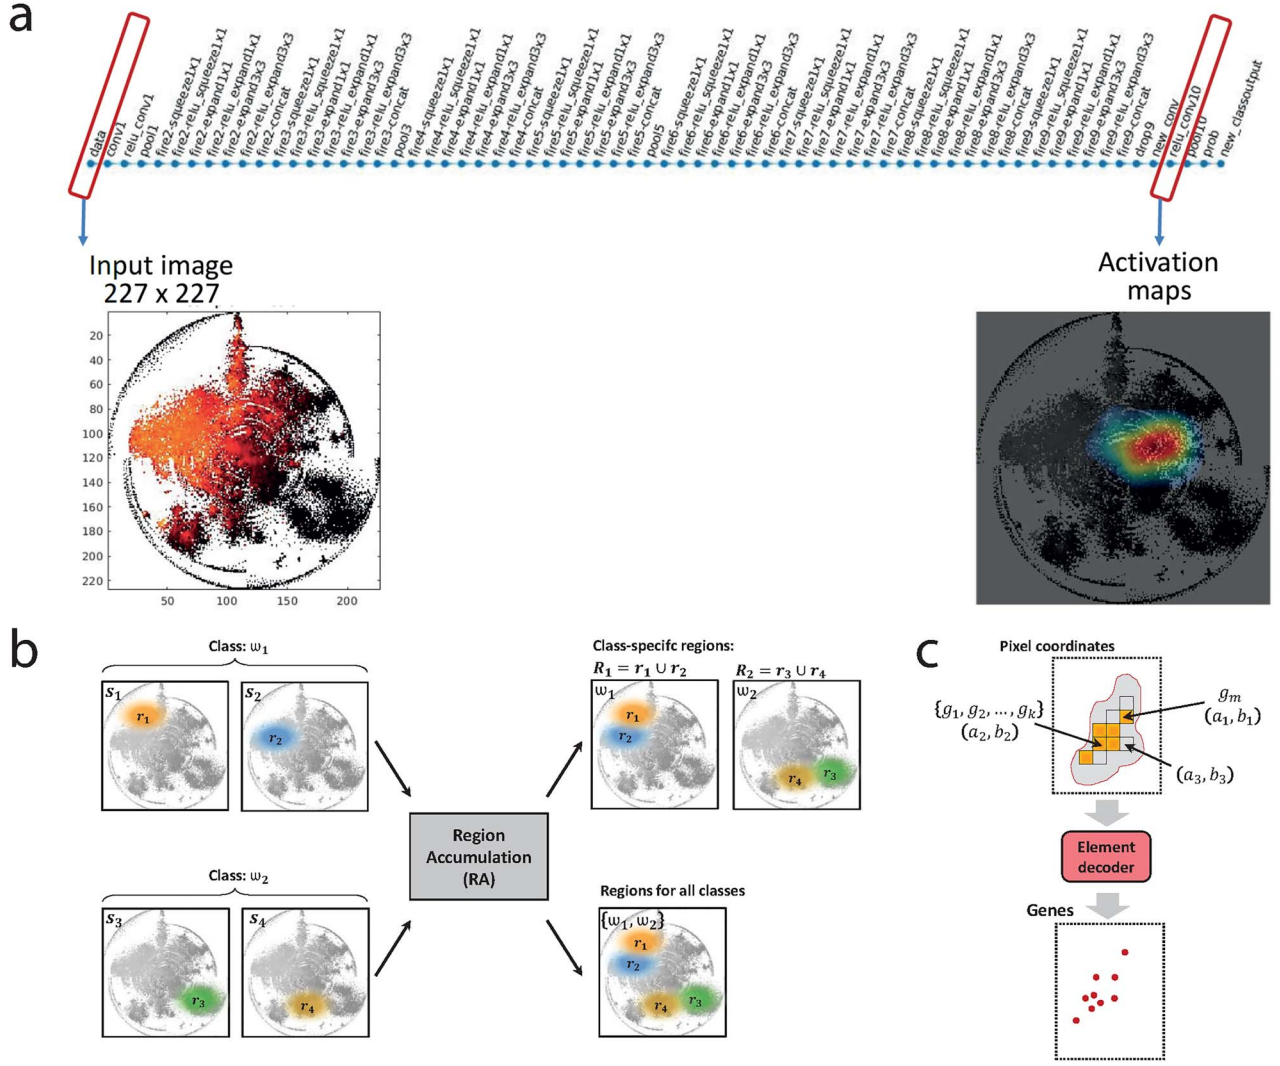 a
data
conv1
relu_conv1
pool1
fire2-squeeze1x1
fire2-relu_squeeze1x1
fire2-expand1x1
fire2-relu_expand1x1
fire2-expand3x3
fire2-relu_expand3x3
fire2-concat
fire3-squeeze1x1
fire3-relu_squeeze1x1
fire3-expand1x1
fire3-relu_expand1x1
fire3-expand3x3
fire3-relu_expand3x3
fire3-concat
pool3
fire4-squeeze1x1
fire4-relu_squeeze1x1
fire4-expand1x1
fire4-relu_expand1x1
fire4-expand3x3
fire4-relu_expand3x3
fire4-concat
fire5-squeeze1x1
fire5-relu_squeeze1x1
fire5-expand1x1
fire5-relu_expand1x1
fire5-expand3x3
fire5-relu_expand3x3
fire5-concat
pool5
fire6-squeeze1x1
fire6-relu_squeeze1x1
fire6-expand1x1
fire6-relu_expand1x1
fire6-expand3x3
fire6-relu_expand3x3
fire6-concat
fire7-squeeze1x1
fire7-relu_squeeze1x1
fire7-expand1x1
fire7-relu_expand1x1
fire7-expand3x3
fire7-relu_expand3x3
fire7-concat
fire8-squeeze1x1
fire8-relu_squeeze1x1
fire8-expand1x1
fire8-relu_expand1x1
fire8-expand3x3
fire8-relu_expand3x3
fire8-concat
fire9-squeeze1x1
fire9-relu_squeeze1x1
fire9-expand1x1
fire9-relu_expand1x1
fire9-expand3x3
fire9-relu_expand3x3
fire9-concat
drop9
new_conv
relu_conv10
pool10
prob
new_classoutput
Input image
227 x 227
Activation
maps
20
40
60
80
100
120
140
160
180
200
220
50 100 150 200
b
Class: ω1
s1 r1
s2 r2
Class: ω2
s3 r3
s4 r4
Region
Accumulation
(RA)
Class-specifc regions:
R1 = r1 ∪ r2 R2 = r3 ∪ r4
ω1 r1 r2
ω2 r4 r3
Regions for all classes
{ω1, ω2}
r1
r2
r4 r3
c
Pixel coordinates
{g1, g2, ..., gk}
(a2, b2)
gm
(a1, b1)
(a3, b3)
Element
decoder
Genes